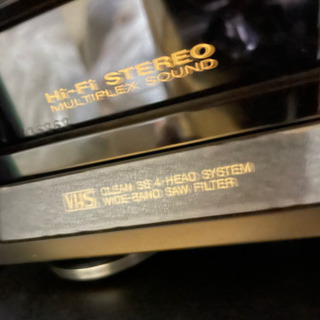 Hi-Fi STEREO
MULTIPLEX SOUND
VHS CLEAN SS 4-HEAD SYSTEM
WIDE-BAND SAW FILTER